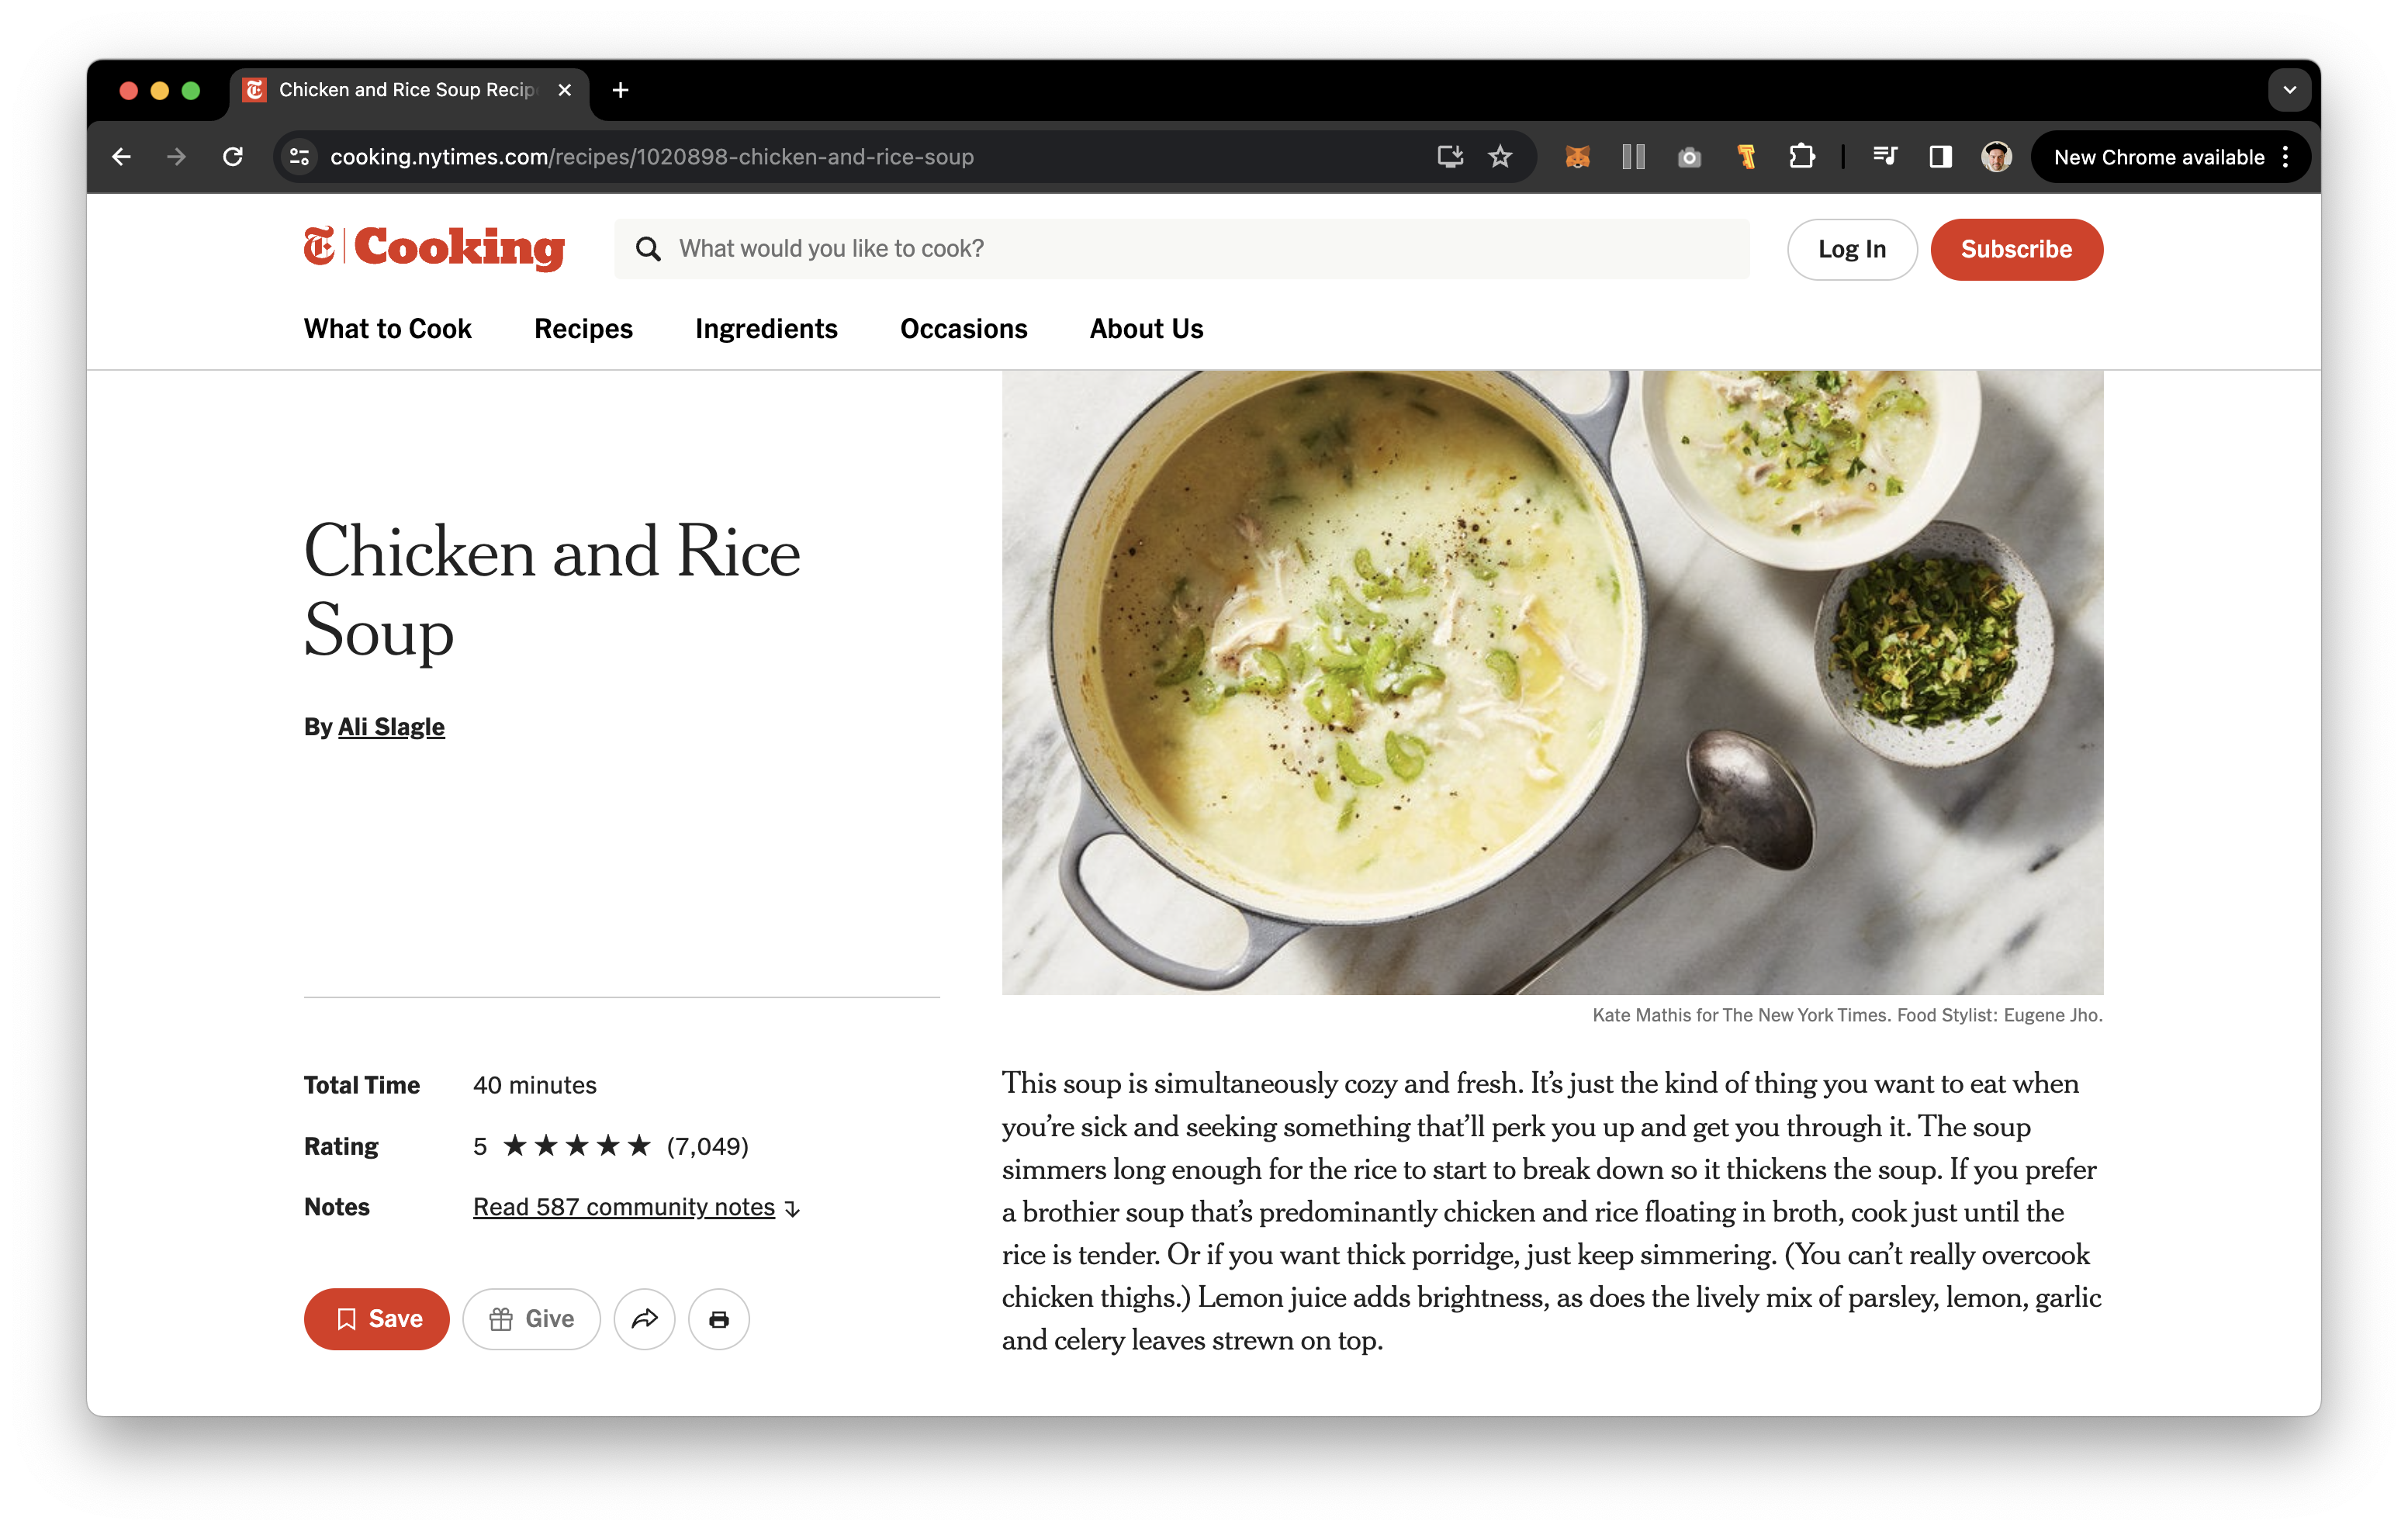 Chicken and Rice Soup Recip
cooking.nytimes.com/recipes/1020898-chicken-and-rice-soup
New Chrome available
T Cooking
What would you like to cook?
Log In
Subscribe
What to Cook
Recipes
Ingredients
Occasions
About Us
Chicken and Rice
Soup
By Ali Slagle
Kate Mathis for The New York Times. Food Stylist: Eugene Jho.
Total Time 40 minutes
Rating 5 ★★★★★ (7,049)
Notes Read 587 community notes
Save
Give
This soup is simultaneously cozy and fresh. It’s just the kind of thing you want to eat when
you’re sick and seeking something that’ll perk you up and get you through it. The soup
simmers long enough for the rice to start to break down so it thickens the soup. If you prefer
a brothier soup that’s predominantly chicken and rice floating in broth, cook just until the
rice is tender. Or if you want thick porridge, just keep simmering. (You can’t really overcook
chicken thighs.) Lemon juice adds brightness, as does the lively mix of parsley, lemon, garlic
and celery leaves strewn on top.